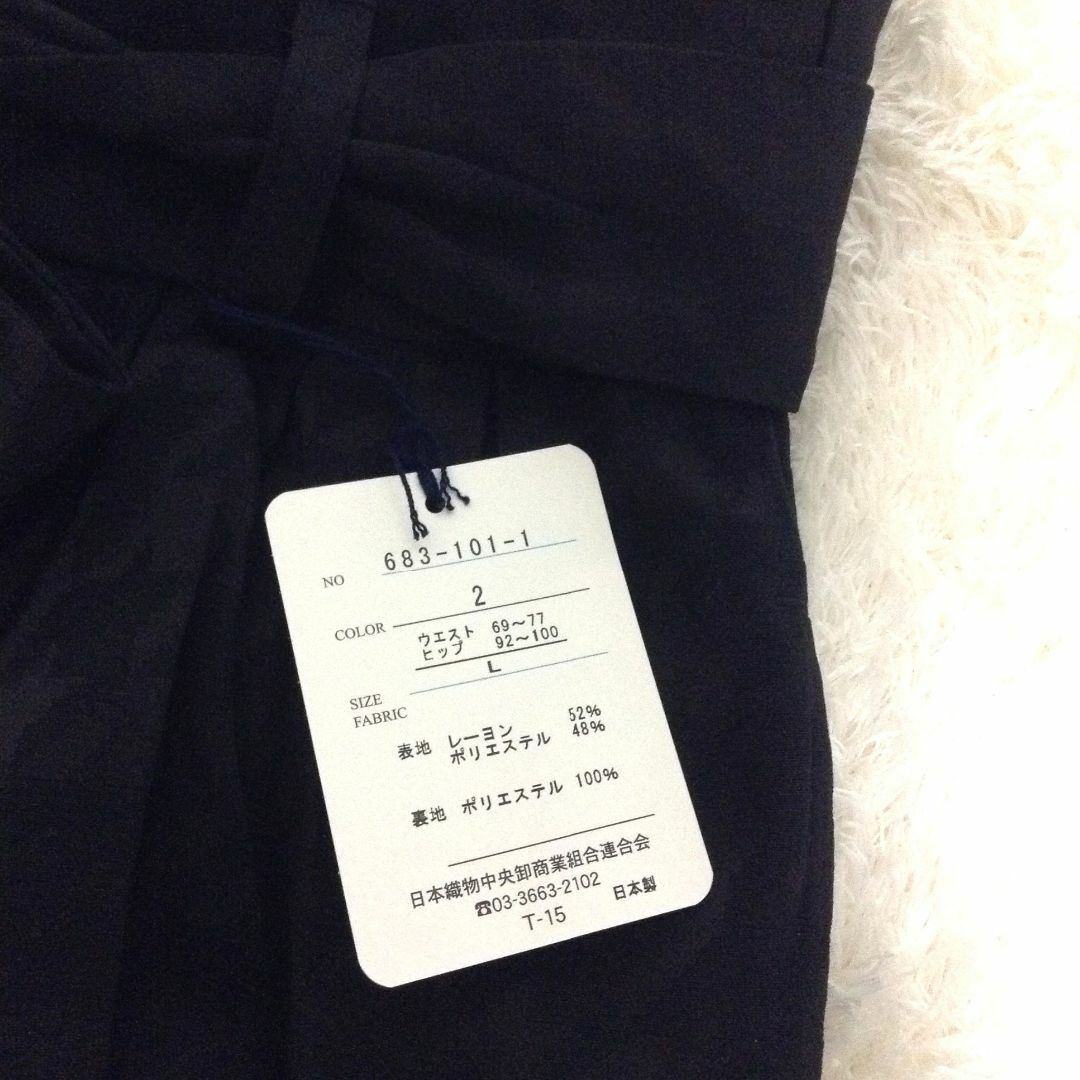 NO 683-101-1
COLOR 2
ウエスト 69～77
ヒップ 92～100
SIZE L
FABRIC
表地 レーヨン 52%
ポリエステル 48%
裏地 ポリエステル 100%
日本織物中央卸商業組合連合会
☎03-3663-2102
T-15 日本製